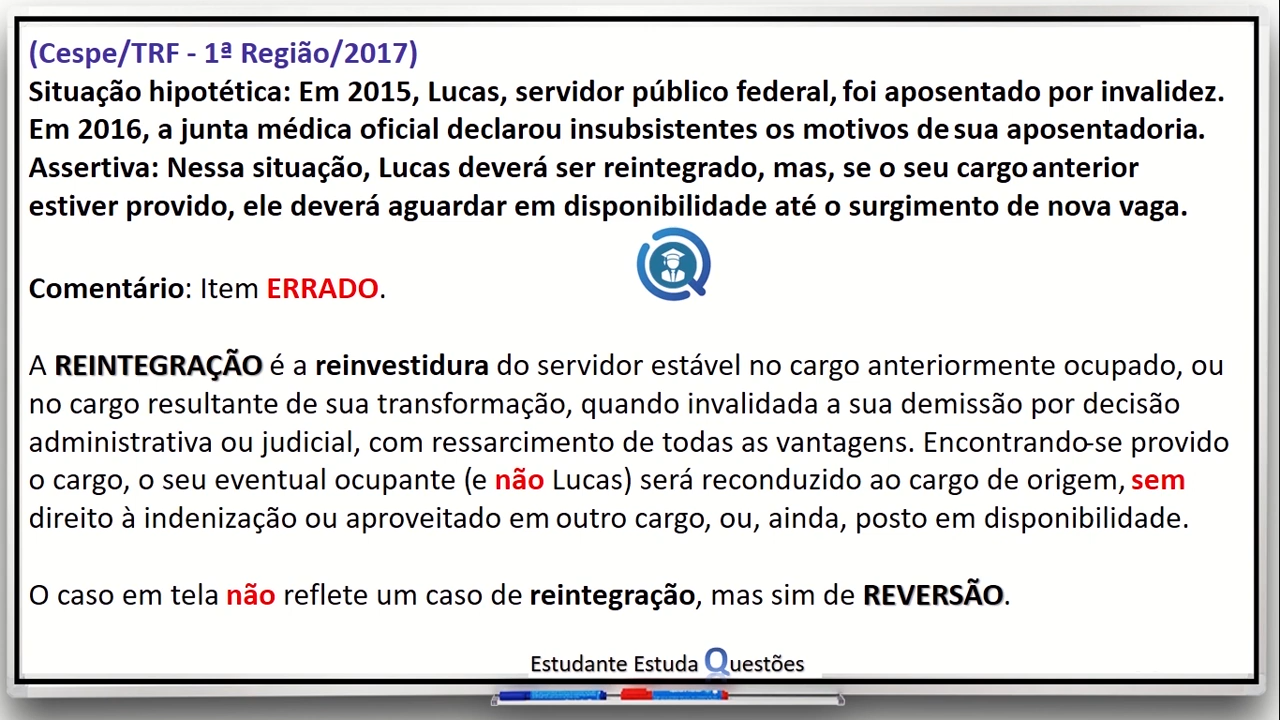 (Cespe/TRF - 1ª Região/2017)
Situação hipotética: Em 2015, Lucas, servidor público federal, foi aposentado por invalidez.
Em 2016, a junta médica oficial declarou insubsistentes os motivos de sua aposentadoria.
Assertiva: Nessa situação, Lucas deverá ser reintegrado, mas, se o seu cargo anterior
estiver provido, ele deverá aguardar em disponibilidade até o surgimento de nova vaga.
Comentário: Item ERRADO.
A REINTEGRAÇÃO é a reinvestidura do servidor estável no cargo anteriormente ocupado, ou
no cargo resultante de sua transformação, quando invalidada a sua demissão por decisão
administrativa ou judicial, com ressarcimento de todas as vantagens. Encontrando-se provido
o cargo, o seu eventual ocupante (e não Lucas) será reconduzido ao cargo de origem, sem
direito à indenização ou aproveitado em outro cargo, ou, ainda, posto em disponibilidade.
O caso em tela não reflete um caso de reintegração, mas sim de REVERSÃO.
Estudante Estuda Questões